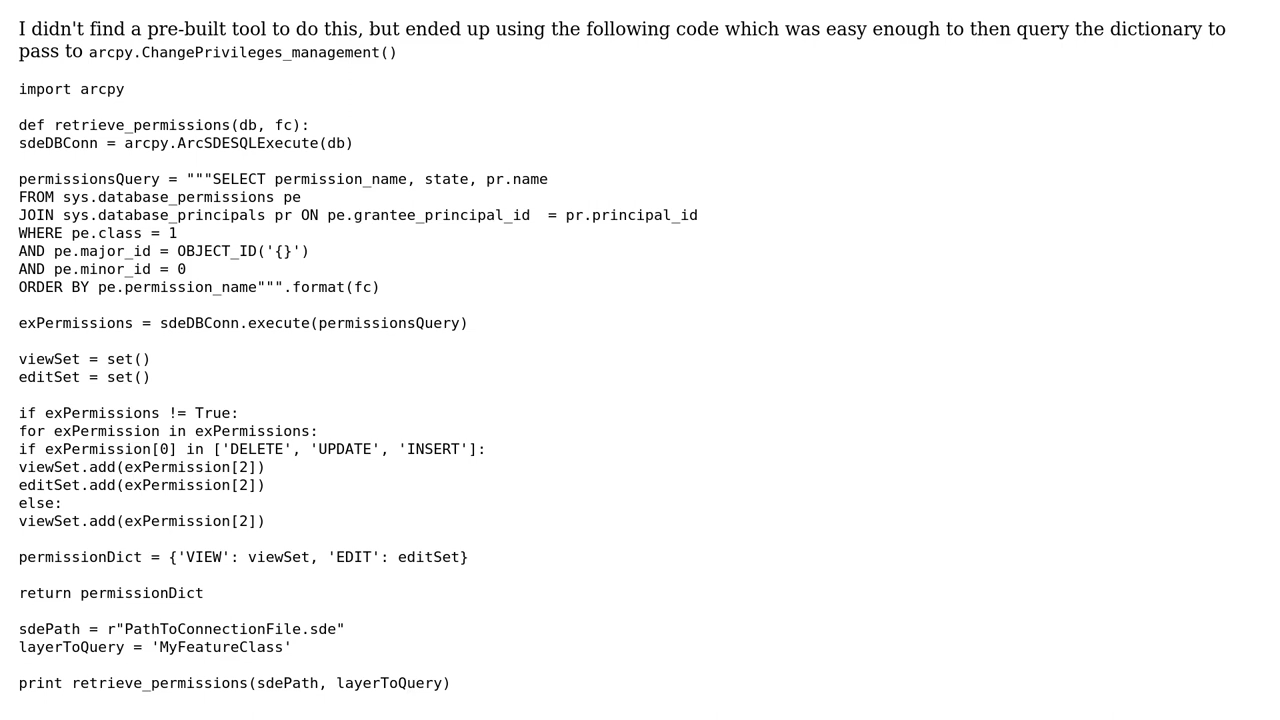 I didn't find a pre-built tool to do this, but ended up using the following code which was easy enough to then query the dictionary to
pass to arcpy.ChangePrivileges_management()
import arcpy
def retrieve_permissions(db, fc):
sdeDBConn = arcpy.ArcSDESQLExecute(db)
permissionsQuery = """SELECT permission_name, state, pr.name
FROM sys.database_permissions pe
JOIN sys.database_principals pr ON pe.grantee_principal_id  = pr.principal_id
WHERE pe.class = 1
AND pe.major_id = OBJECT_ID('{}')
AND pe.minor_id = 0
ORDER BY pe.permission_name""".format(fc)
exPermissions = sdeDBConn.execute(permissionsQuery)
viewSet = set()
editSet = set()
if exPermissions != True:
for exPermission in exPermissions:
if exPermission[0] in ['DELETE', 'UPDATE', 'INSERT']:
viewSet.add(exPermission[2])
editSet.add(exPermission[2])
else:
viewSet.add(exPermission[2])
permissionDict = {'VIEW': viewSet, 'EDIT': editSet}
return permissionDict
sdePath = r"PathToConnectionFile.sde"
layerToQuery = 'MyFeatureClass'
print retrieve_permissions(sdePath, layerToQuery)